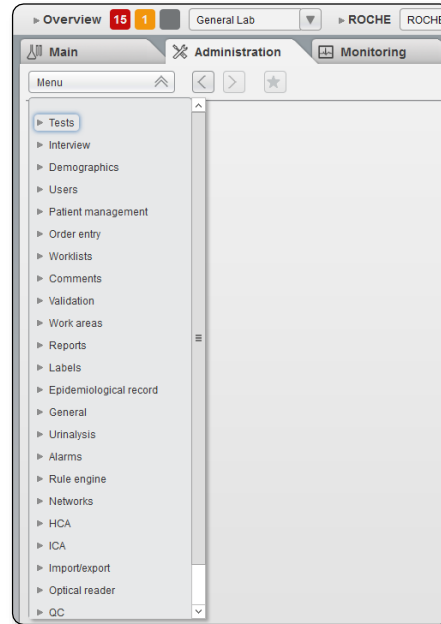 Overview 15 1 General Lab ROCHE ROCHE
Main Administration Monitoring
Menu
Tests
Interview
Demographics
Users
Patient management
Order entry
Worklists
Comments
Validation
Work areas
Reports
Labels
Epidemiological record
General
Urinalysis
Alarms
Rule engine
Networks
HCA
ICA
Import/export
Optical reader
QC